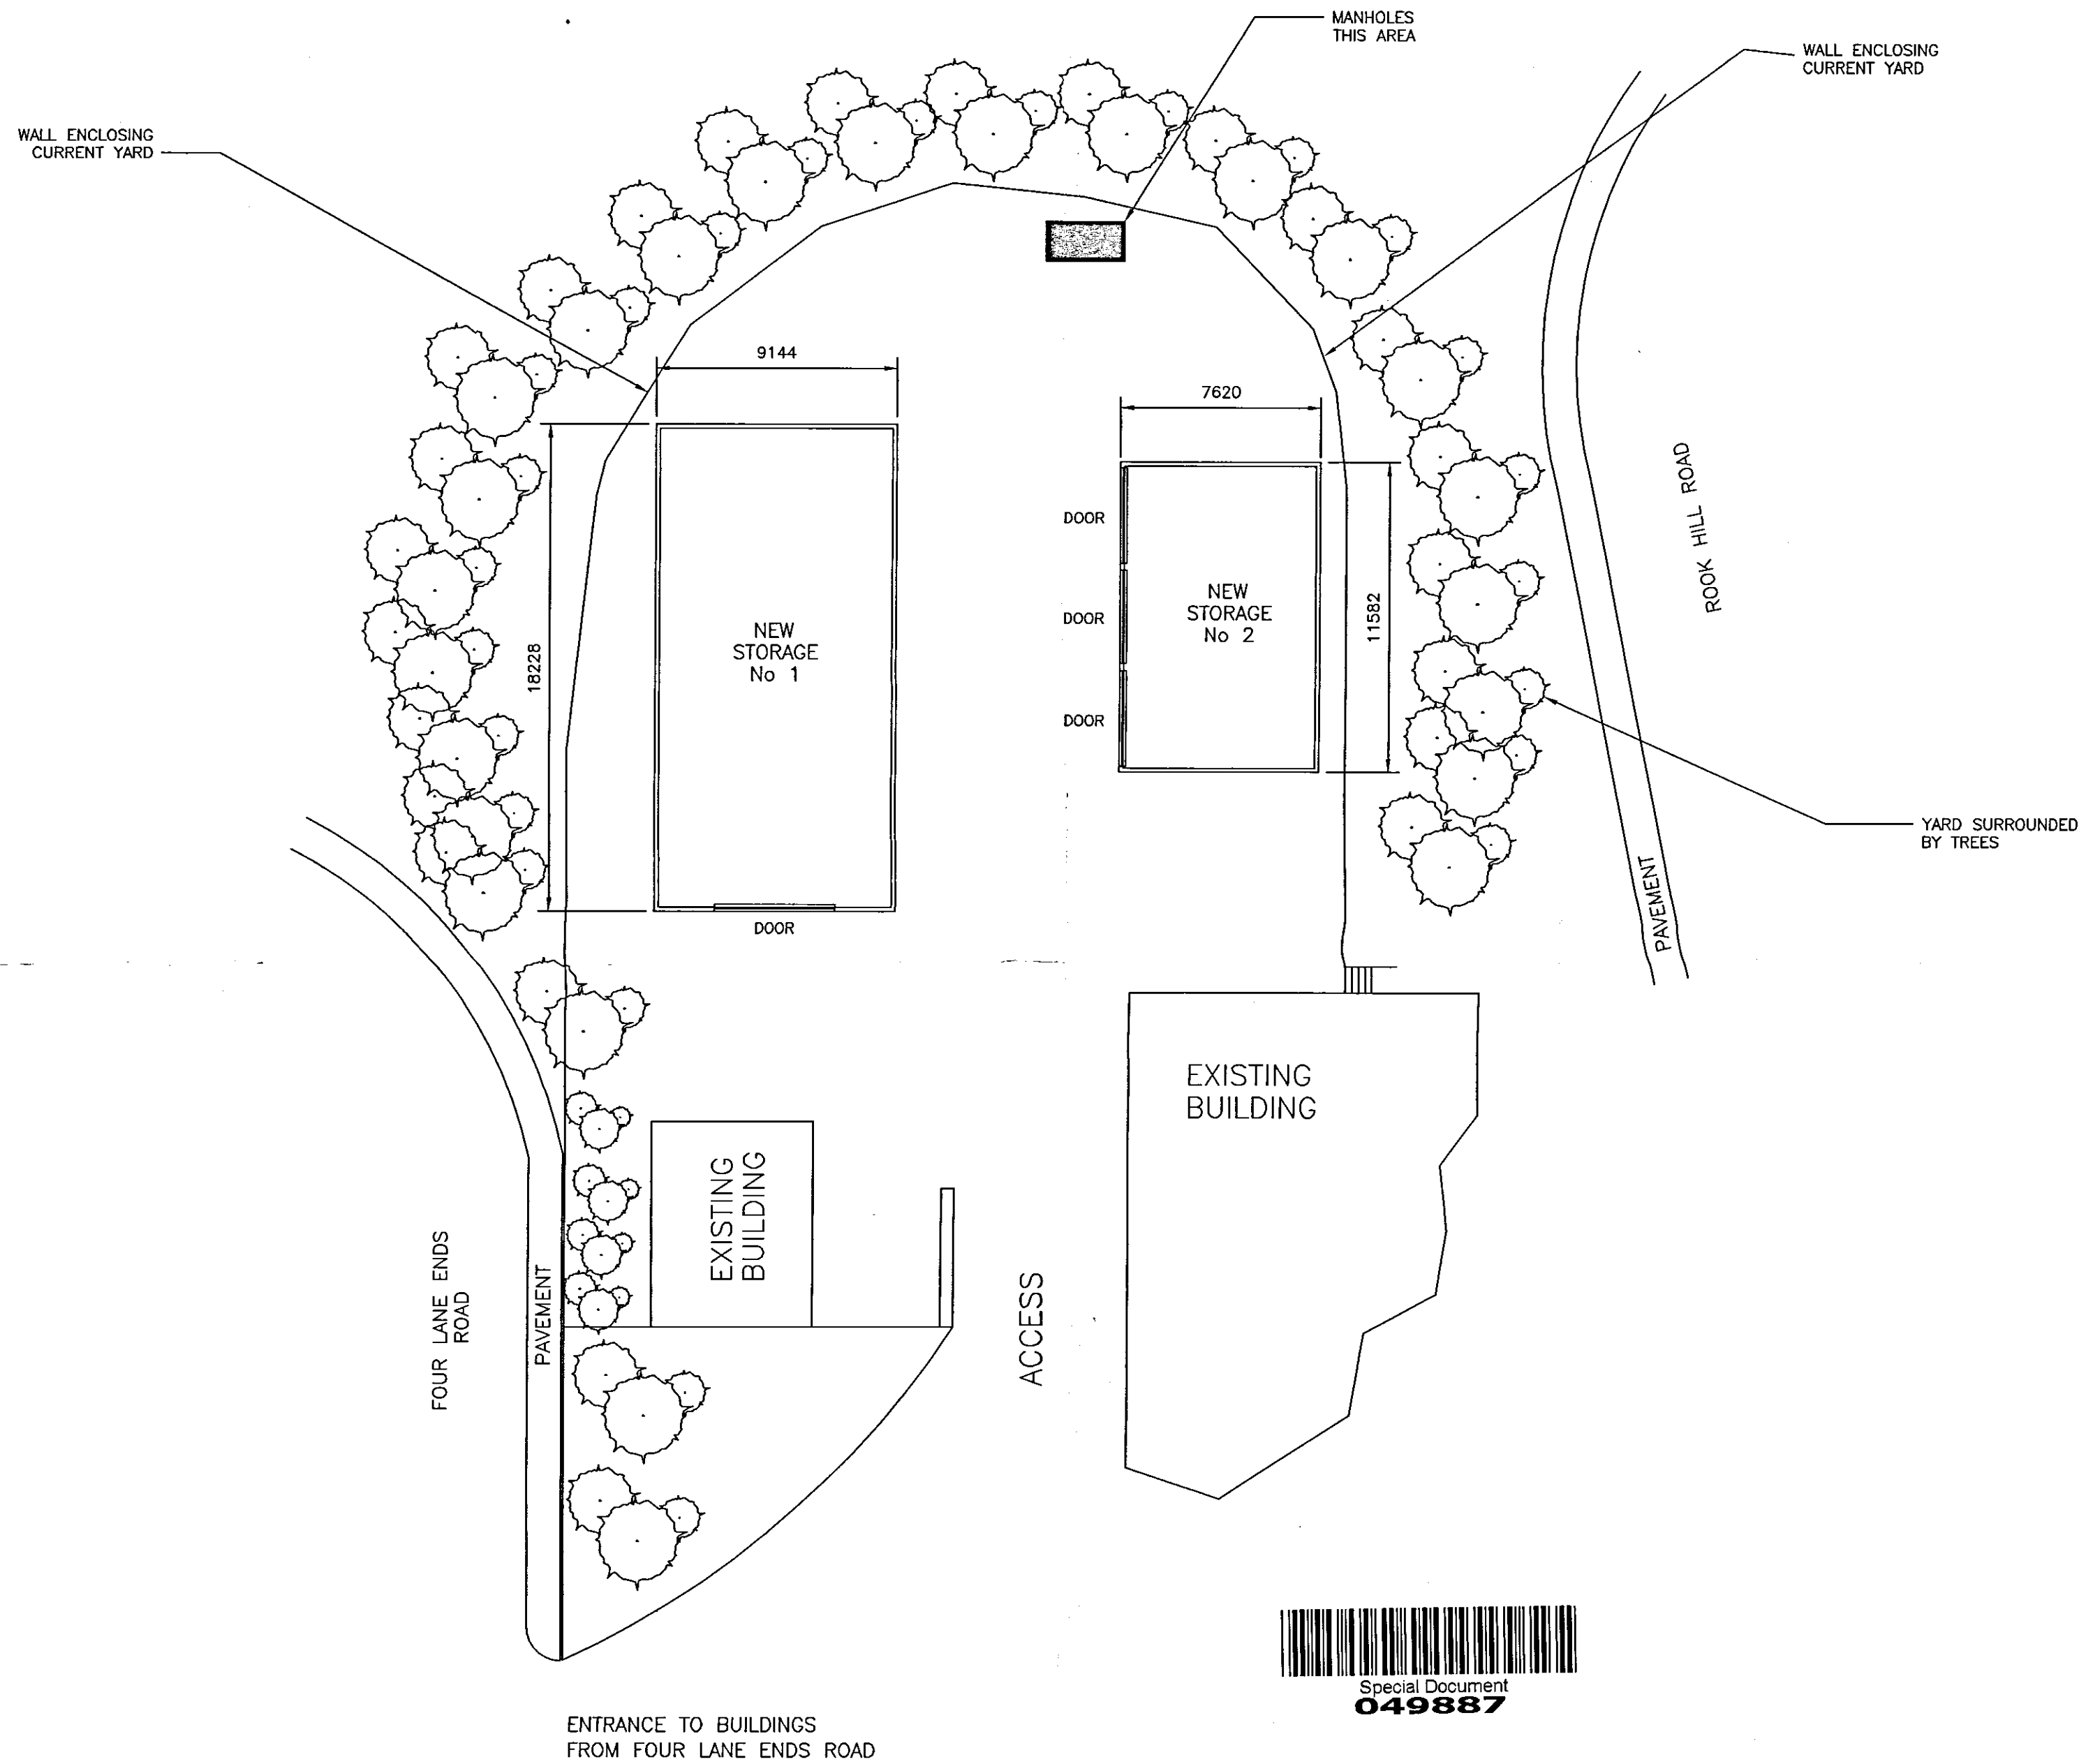 MANHOLES
THIS AREA
WALL ENCLOSING
CURRENT YARD
WALL ENCLOSING
CURRENT YARD
9144
7620
18228
11582
DOOR
DOOR
DOOR
NEW
STORAGE
No 1
NEW
STORAGE
No 2
ROOK HILL ROAD
YARD SURROUNDED
BY TREES
PAVEMENT
DOOR
EXISTING
BUILDING
EXISTING
BUILDING
FOUR LANE ENDS
ROAD
PAVEMENT
ACCESS
Special Document
049887
ENTRANCE TO BUILDINGS
FROM FOUR LANE ENDS ROAD